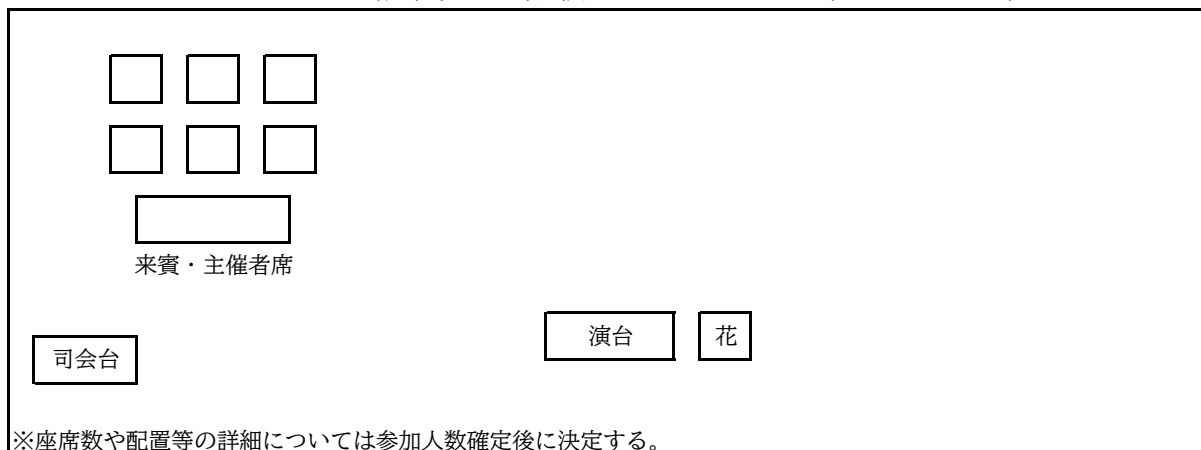 来賓・主催者席
演台
花
司会台
※座席数や配置等の詳細については参加人数確定後に決定する。